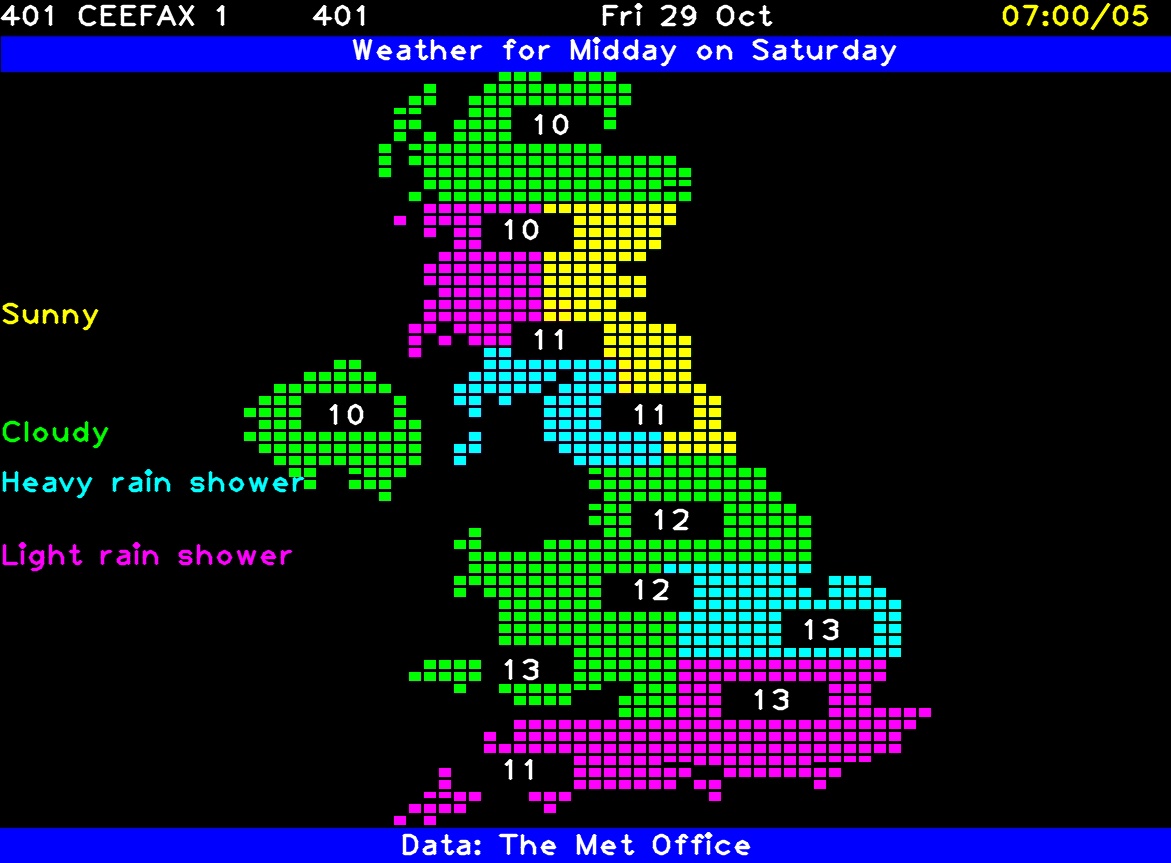 401 CEEFAX 1 401 Fri 29 Oct 07:00/05
Weather for Midday on Saturday
10
10
Sunny
11
10
11
Cloudy
Heavy rain shower
12
Light rain shower
12
13
13
13
11
Data: The Met Office